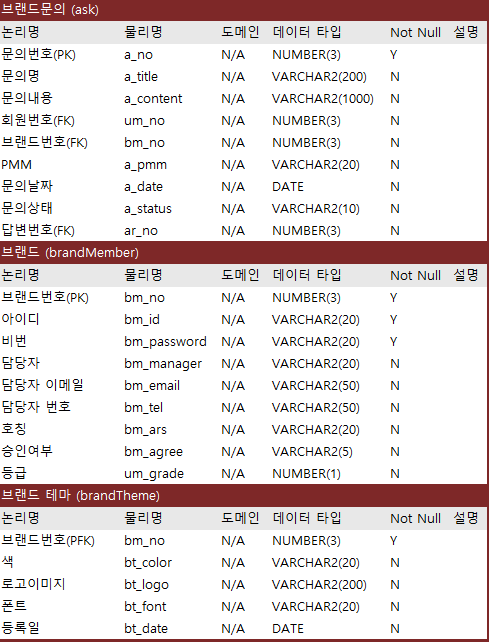 브랜드문의 (ask)
논리명 물리명 도메인 데이터 타입 Not Null 설명
문의번호(PK) a_no N/A NUMBER(3) Y
문의명 a_title N/A VARCHAR2(200) N
문의내용 a_content N/A VARCHAR2(1000) N
회원번호(FK) um_no N/A NUMBER(3) N
브랜드번호(FK) bm_no N/A NUMBER(3) N
PMM a_pmm N/A VARCHAR2(20) N
문의날짜 a_date N/A DATE N
문의상태 a_status N/A VARCHAR2(10) N
답변번호(FK) ar_no N/A NUMBER(3) N
브랜드 (brandMember)
논리명 물리명 도메인 데이터 타입 Not Null 설명
브랜드번호(PK) bm_no N/A NUMBER(3) Y
아이디 bm_id N/A VARCHAR2(20) Y
비번 bm_password N/A VARCHAR2(20) Y
담당자 bm_manager N/A VARCHAR2(20) N
담당자 이메일 bm_email N/A VARCHAR2(50) N
담당자 번호 bm_tel N/A VARCHAR2(50) N
호칭 bm_ars N/A VARCHAR2(20) N
승인여부 bm_agree N/A VARCHAR2(5) N
등급 um_grade N/A NUMBER(1) N
브랜드 테마 (brandTheme)
논리명 물리명 도메인 데이터 타입 Not Null 설명
브랜드번호(PFK) bm_no N/A NUMBER(3) Y
색 bt_color N/A VARCHAR2(20) N
로고이미지 bt_logo N/A VARCHAR2(200) N
폰트 bt_font N/A VARCHAR2(20) N
등록일 bt_date N/A DATE N